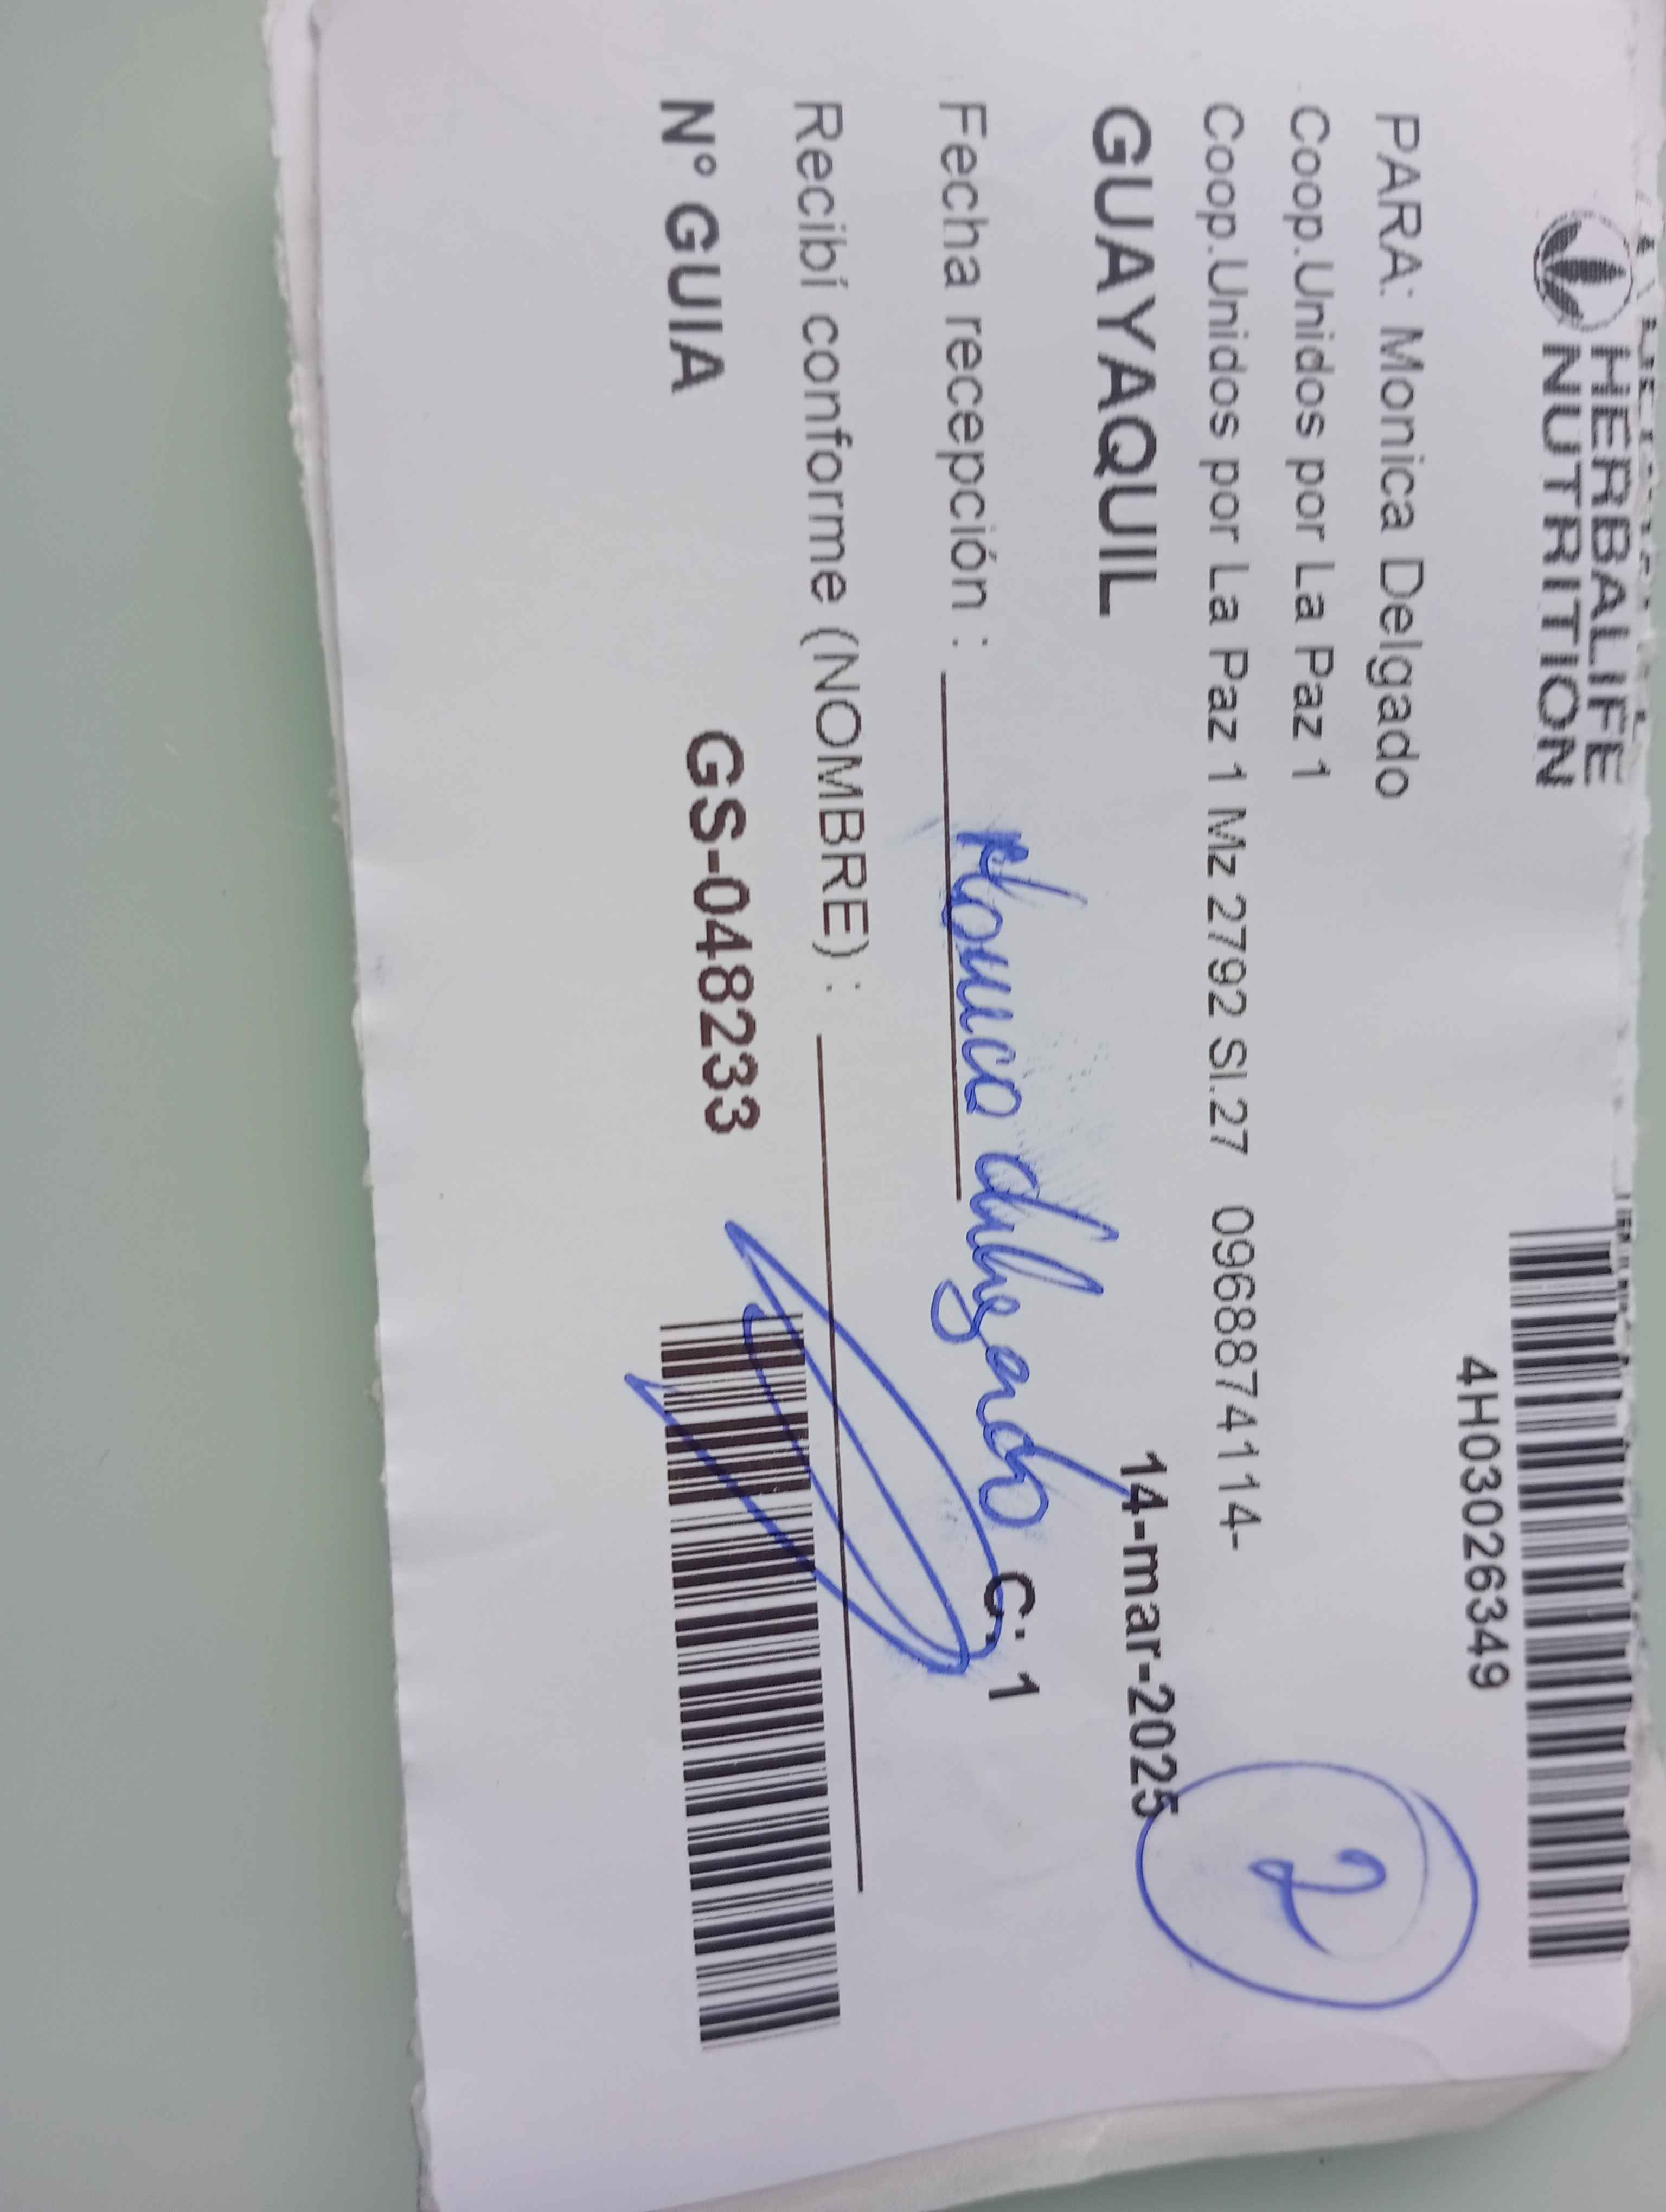 HERBALIFE
NUTRITION
4H03026349
PARA: Monica Delgado
Coop.Unidos por La Paz 1
Coop.Unidos por La Paz 1 Mz 2792 Sl.27 0968874114-
2
GUAYAQUIL 14-mar-2025
Fecha recepción : Monica delgado C: 1
Recibí conforme (NOMBRE) :
N° GUIA GS-048233